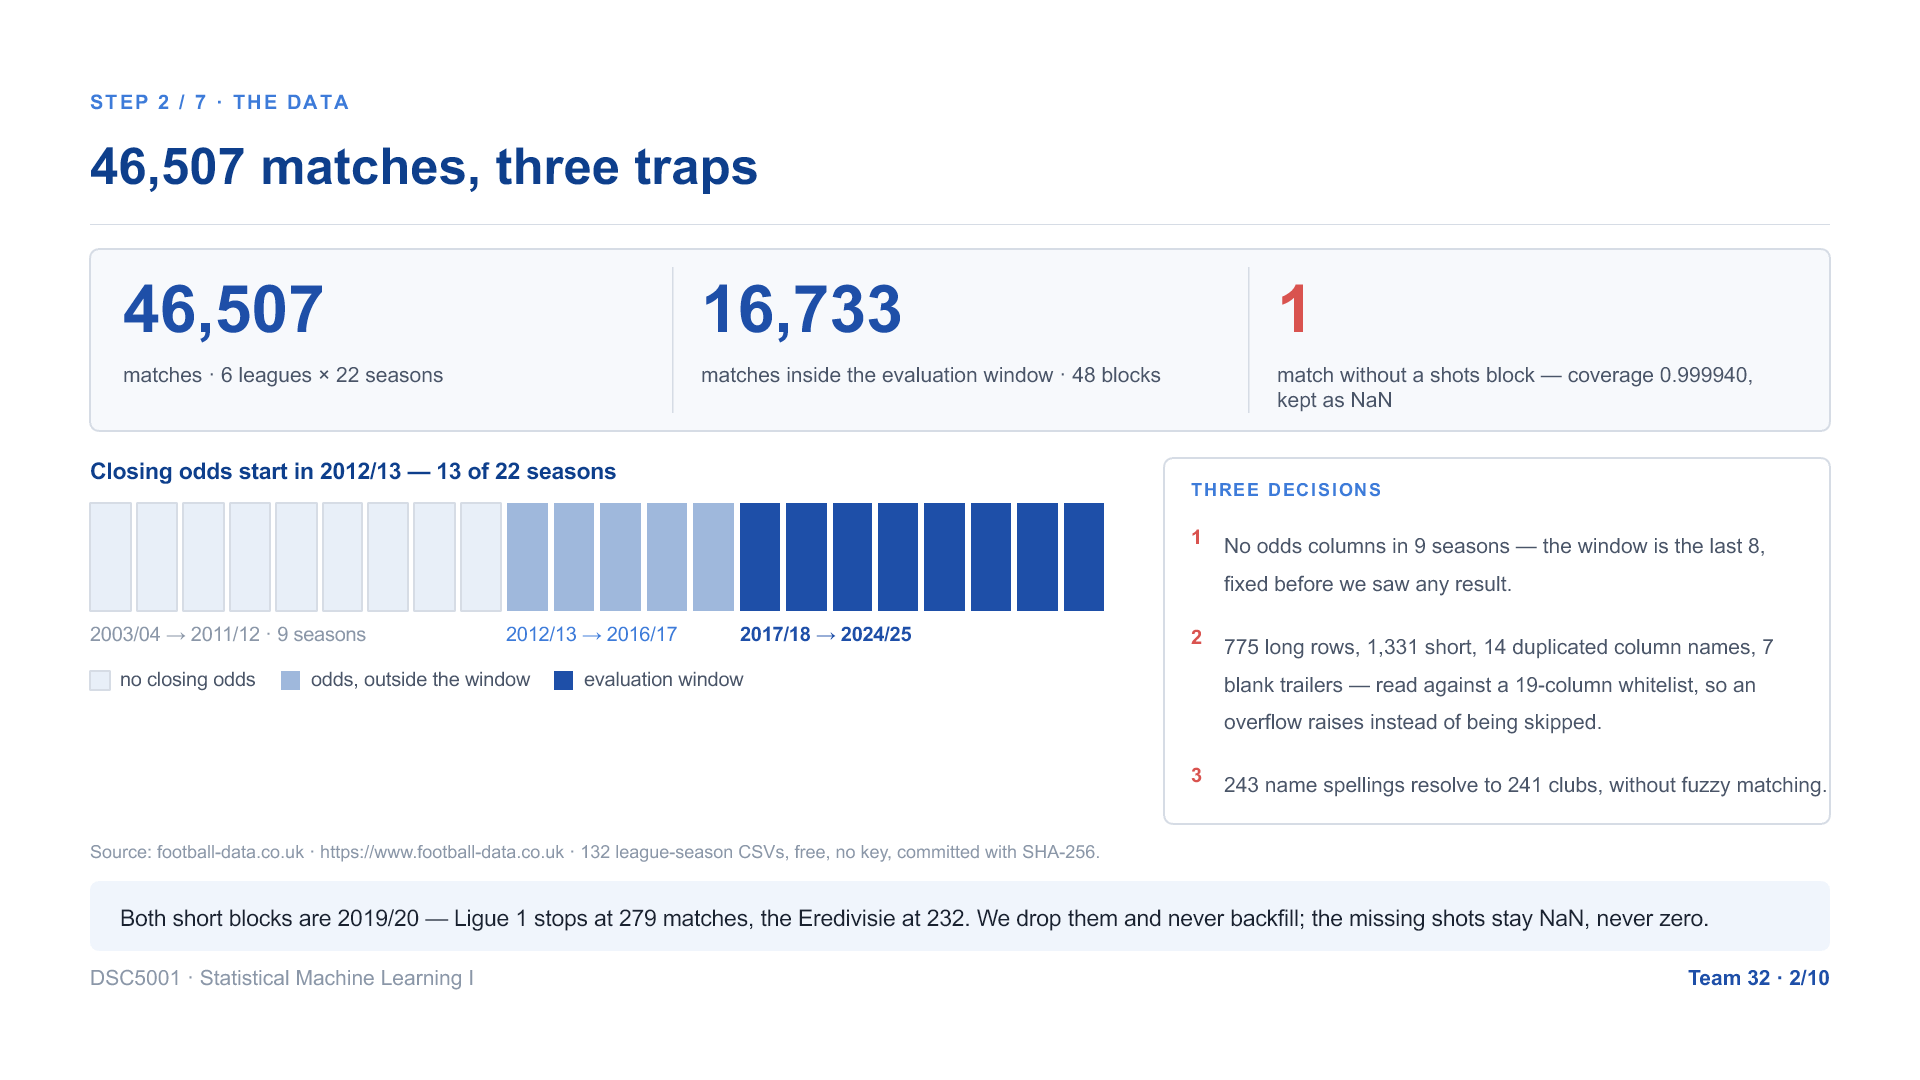 STEP 2 / 7 · THE DATA
46,507 matches, three traps
46,507
matches · 6 leagues × 22 seasons
16,733
matches inside the evaluation window · 48 blocks
1
match without a shots block — coverage 0.999940,
kept as NaN
Closing odds start in 2012/13 — 13 of 22 seasons
2003/04 → 2011/12 · 9 seasons
2012/13 → 2016/17
2017/18 → 2024/25
no closing odds
odds, outside the window
evaluation window
THREE DECISIONS
1 No odds columns in 9 seasons — the window is the last 8,
fixed before we saw any result.
2 775 long rows, 1,331 short, 14 duplicated column names, 7
blank trailers — read against a 19-column whitelist, so an
overflow raises instead of being skipped.
3 243 name spellings resolve to 241 clubs, without fuzzy matching.
Source: football-data.co.uk · https://www.football-data.co.uk · 132 league-season CSVs, free, no key, committed with SHA-256.
Both short blocks are 2019/20 — Ligue 1 stops at 279 matches, the Eredivisie at 232. We drop them and never backfill; the missing shots stay NaN, never zero.
DSC5001 · Statistical Machine Learning I
Team 32 · 2/10